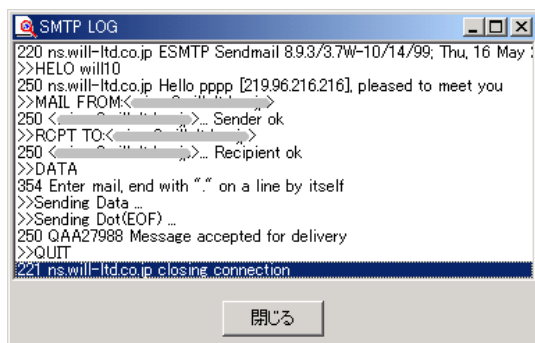 SMTP LOG
220 ns.will-ltd.co.jp ESMTP Sendmail 8.9.3/3.7W-10/14/99; Thu, 16 May
>>HELO will10
250 ns.will-ltd.co.jp Hello pppp [219.96.216.216], pleased to meet you
>>MAIL FROM:< >
250 < >... Sender ok
>>RCPT TO:< >
250 < >... Recipient ok
>>DATA
354 Enter mail, end with "." on a line by itself
>>Sending Data ...
>>Sending Dot(EOF) ...
250 QAA27988 Message accepted for delivery
>>QUIT
221 ns.will-ltd.co.jp closing connection
閉じる